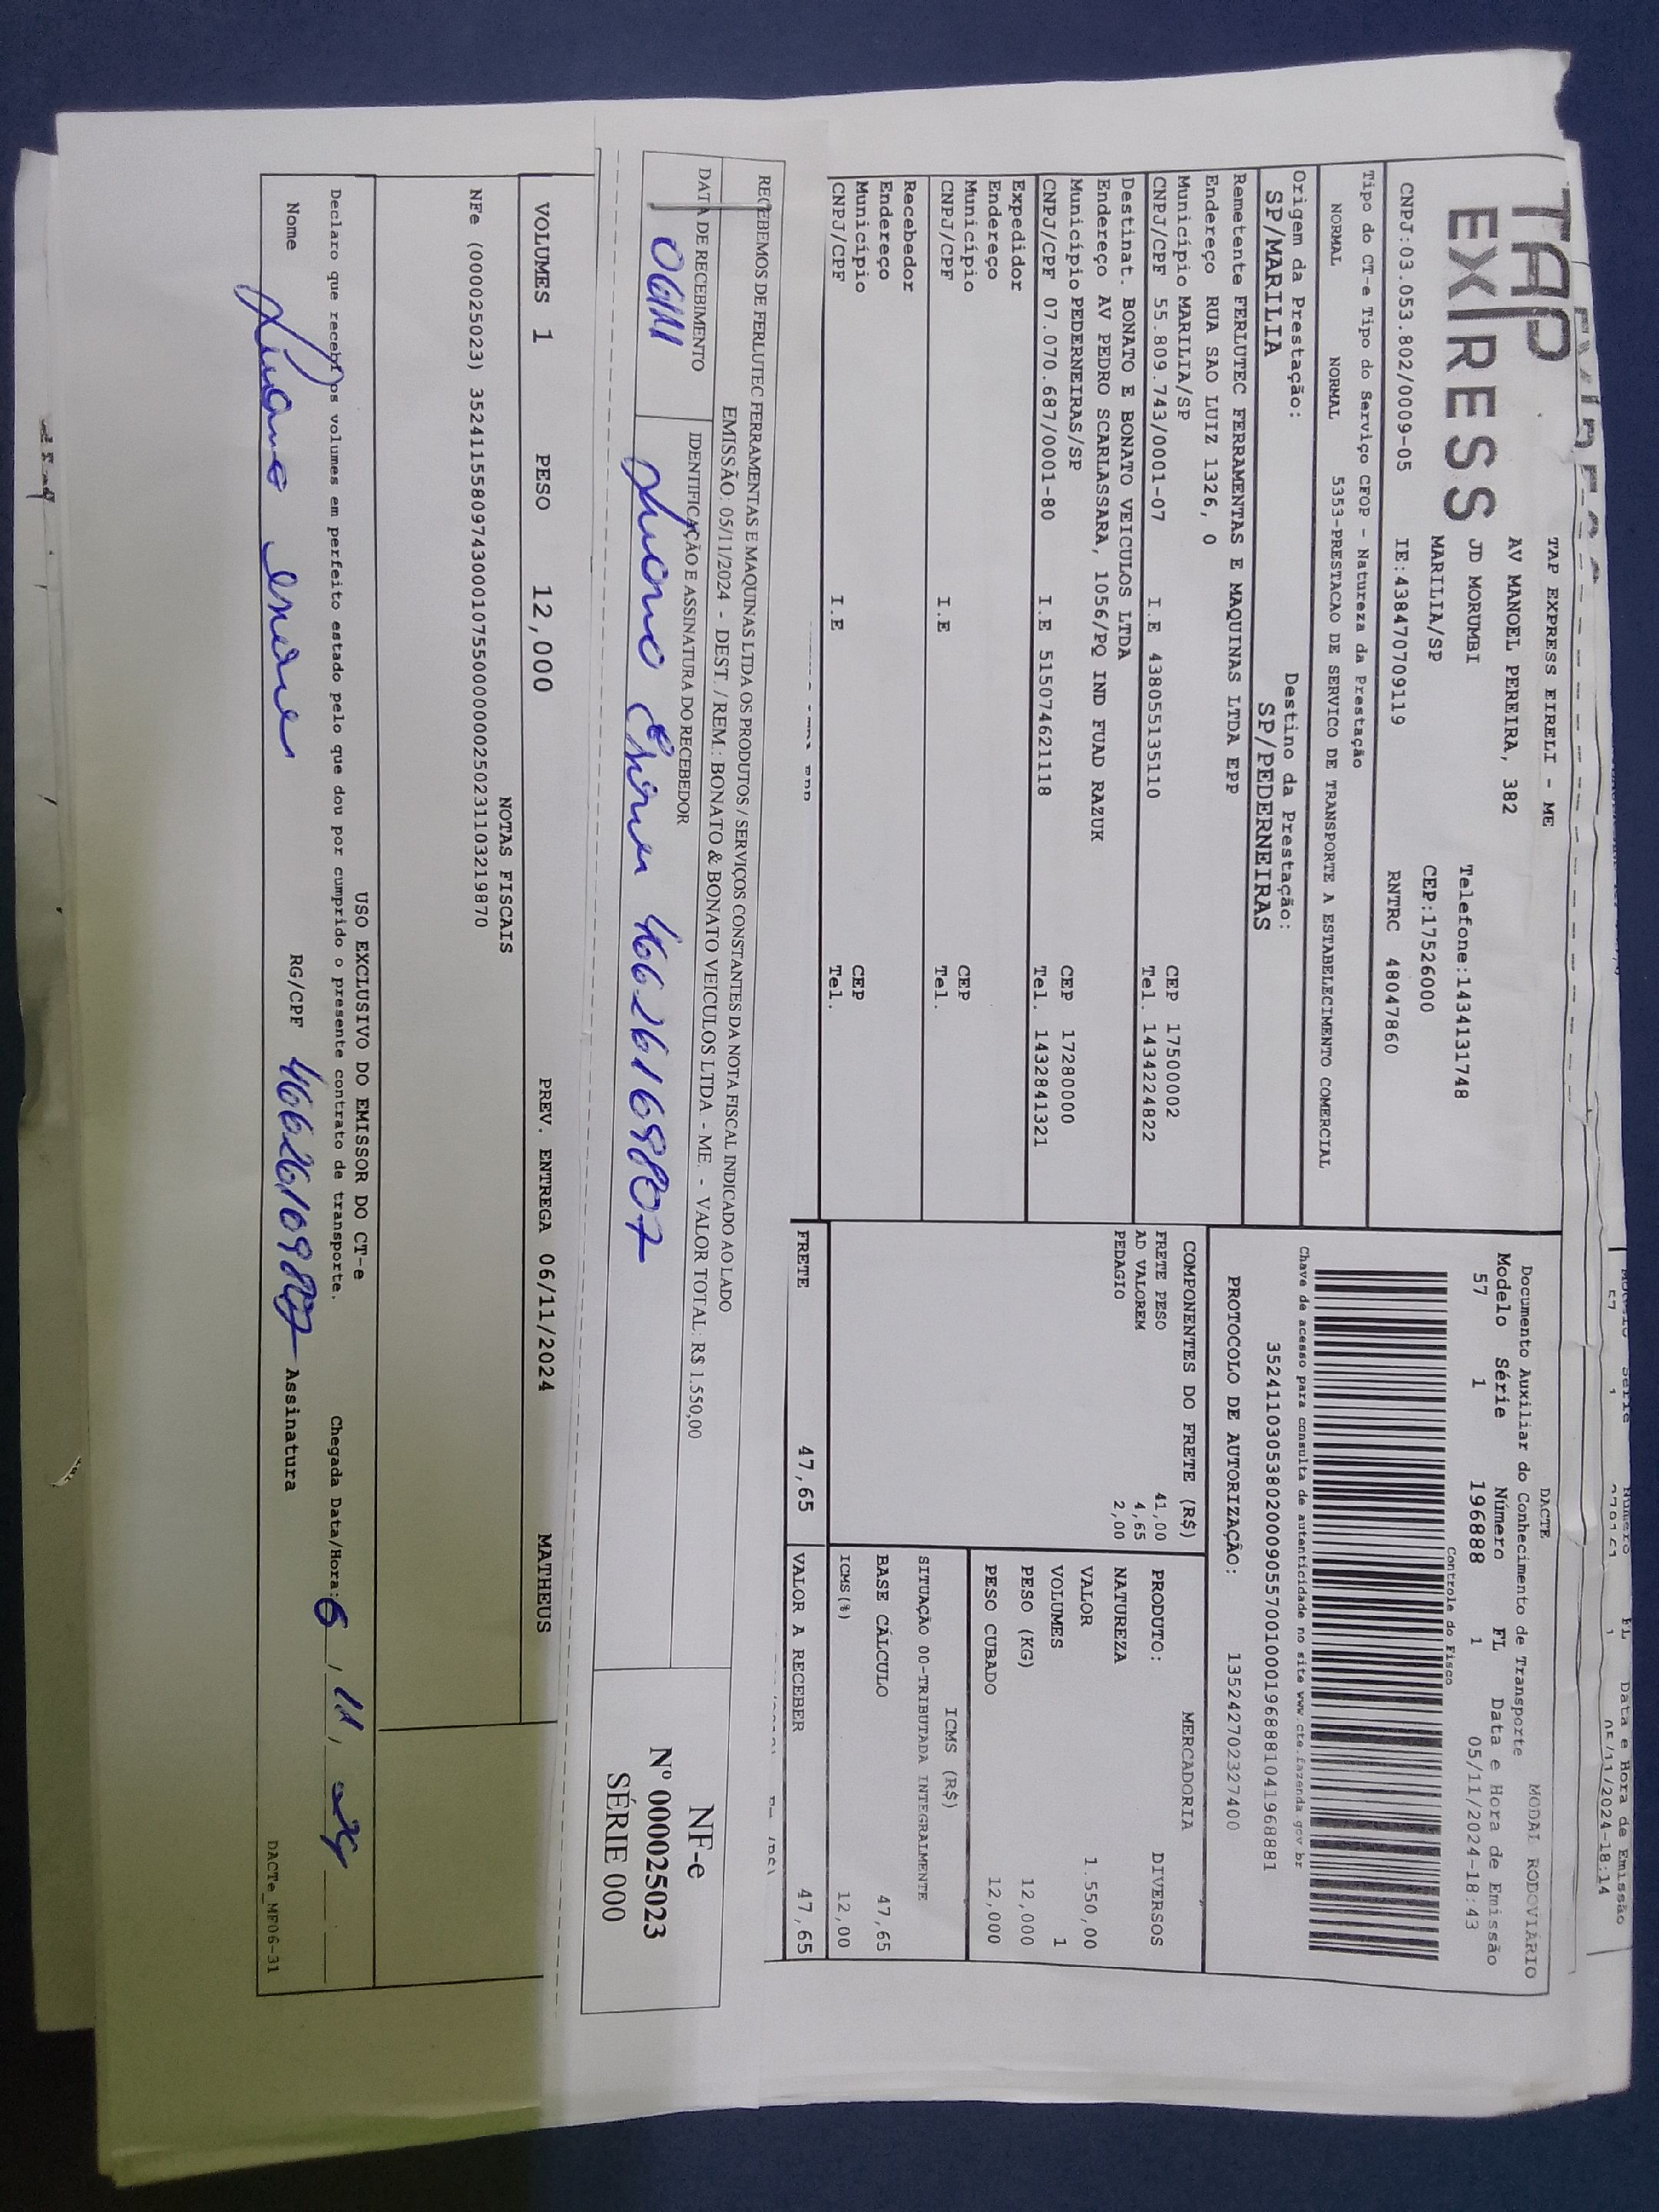 TAP
EXPRESS
TAP EXPRESS EIRELI - ME
AV MANOEL PEREIRA, 382
JD MORUMBI Telefone:1434131748
MARILIA/SP CEP:17526000
CNPJ:03.053.802/0009-05 IE:438470709119 RNTRC 48047860
Tipo do CT-e Tipo do Serviço CFOP - Natureza da Prestação
NORMAL NORMAL 5353-PRESTACAO DE SERVICO DE TRANSPORTE A ESTABELECIMENTO COMERCIAL
Origem da Prestação: Destino da Prestação:
SP/MARILIA SP/PEDERNEIRAS
Remetente FERLUTEC FERRAMENTAS E MAQUINAS LTDA EPP
Endereço RUA SAO LUIZ 1326, 0
Município MARILIA/SP CEP 17500002
CNPJ/CPF 55.809.743/0001-07 I.E 438055135110 Tel. 1434224822
Destinat. BONATO E BONATO VEICULOS LTDA
Endereço AV PEDRO SCARLASSARA, 1056/PQ IND FUAD RAZUK
Município PEDERNEIRAS/SP CEP 17280000
CNPJ/CPF 07.070.687/0001-80 I.E 515074621118 Tel. 1432841321
Expedidor
Endereço
Município CEP
CNPJ/CPF I.E Tel.
Recebedor
Endereço
Município CEP
CNPJ/CPF I.E Tel.
Data e Hora de Emissão
05/11/2024-18:14
DACTE MODAL RODOVIÁRIO
Documento Auxiliar do Conhecimento de Transporte
Modelo Série Número FL Data e Hora de Emissão
57 1 196888 1 05/11/2024-18:43
Controle do Fisco
Chave de acesso para consulta de autenticidade no site www.cte.fazenda.gov.br
35241103053802000905570010001968881041968881
PROTOCOLO DE AUTORIZAÇÃO: 135242702327400
COMPONENTES DO FRETE (R$)
FRETE PESO 41,00
AD VALOREM 4,65
PEDAGIO 2,00
MERCADORIA
PRODUTO: DIVERSOS
NATUREZA
VALOR 1.550,00
VOLUMES 1
PESO (KG) 12,000
PESO CUBADO 12,000
ICMS (R$)
SITUAÇÃO 00-TRIBUTADA INTEGRALMENTE
BASE CÁLCULO 47,65
ICMS(%) 12,00
FRETE 47,65 VALOR A RECEBER 47,65
RECEBEMOS DE FERLUTEC FERRAMENTAS E MAQUINAS LTDA OS PRODUTOS / SERVIÇOS CONSTANTES DA NOTA FISCAL INDICADO AO LADO
EMISSÃO: 05/11/2024 - DEST. / REM.: BONATO & BONATO VEICULOS LTDA - ME. - VALOR TOTAL: R$ 1.550,00
DATA DE RECEBIMENTO IDENTIFICAÇÃO E ASSINATURA DO RECEBEDOR
46626169807
NF-e
Nº 000025023
SÉRIE 000
VOLUMES 1 PESO 12,000 PREV. ENTREGA 06/11/2024 MATHEUS
NOTAS FISCAIS
NFe (000025023) 35241155809743000107550000000250231103219870
USO EXCLUSIVO DO EMISSOR DO CT-e
Declaro que recebi os volumes em perfeito estado pelo que dou por cumprido o presente contrato de transporte. Chegada Data/Hora: 6 / 11 / 24
Nome RG/CPF 46626169807 Assinatura
DACTe_MF06-31